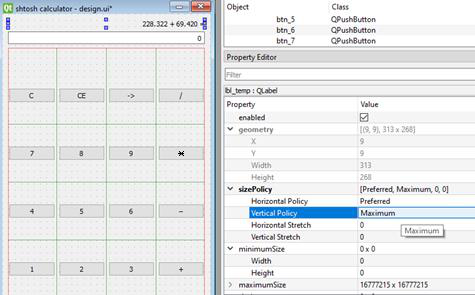 Qt shtosh calculator - design.ui*
228.322 + 69.420 =
0
C CE -> /
7 8 9 *
4 5 6 −
1 2 3 +
Object Class
btn_5 QPushButton
btn_6 QPushButton
btn_7 QPushButton
Property Editor
Filter
lbl_temp : QLabel
Property Value
enabled
geometry [(9, 9), 313 x 268]
X 9
Y 9
Width 313
Height 268
sizePolicy [Preferred, Maximum, 0, 0]
Horizontal Policy Preferred
Vertical Policy Maximum
Horizontal Stretch 0
Maximum
Vertical Stretch 0
minimumSize 0 x 0
Width 0
Height 0
maximumSize 16777215 x 16777215